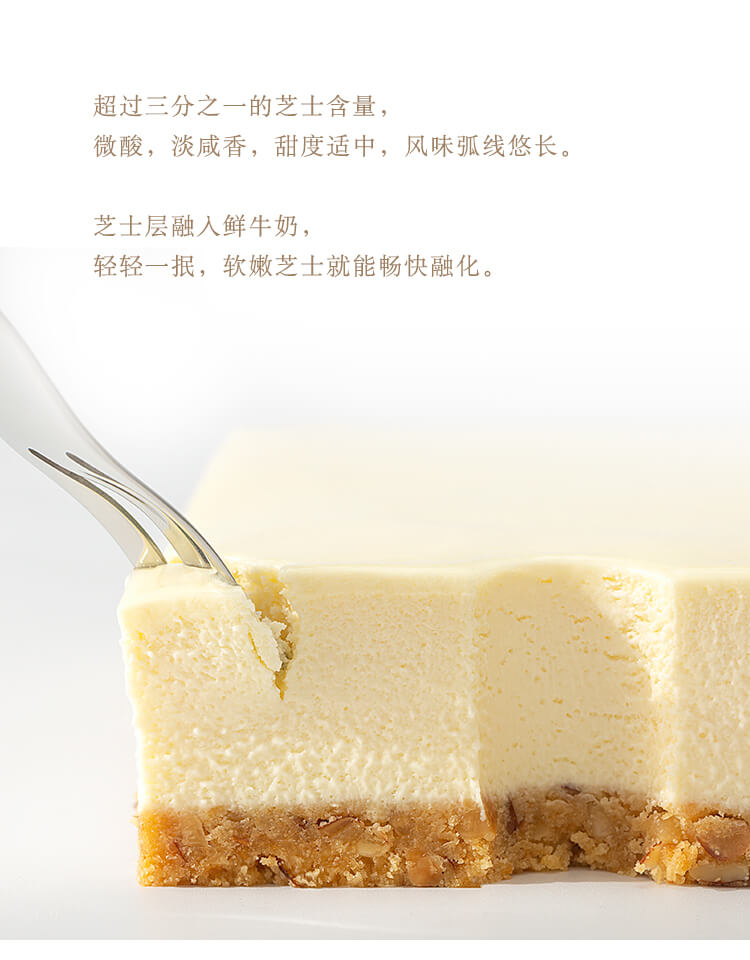 超过三分之一的芝士含量，
微酸，淡咸香，甜度适中，风味弧线悠长。
芝士层融入鲜牛奶，
轻轻一抿，软嫩芝士就能畅快融化。